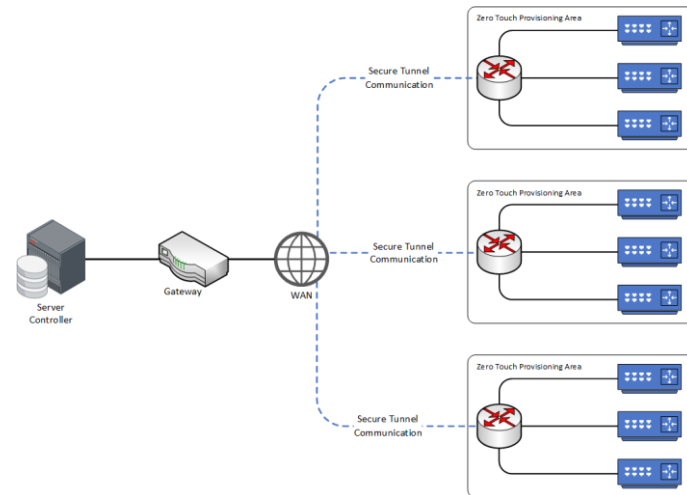 Zero Touch Provisioning Area
Secure Tunnel
Communication
Zero Touch Provisioning Area
Secure Tunnel
Communication
Server
Controller
Gateway
WAN
Zero Touch Provisioning Area
Secure Tunnel
Communication